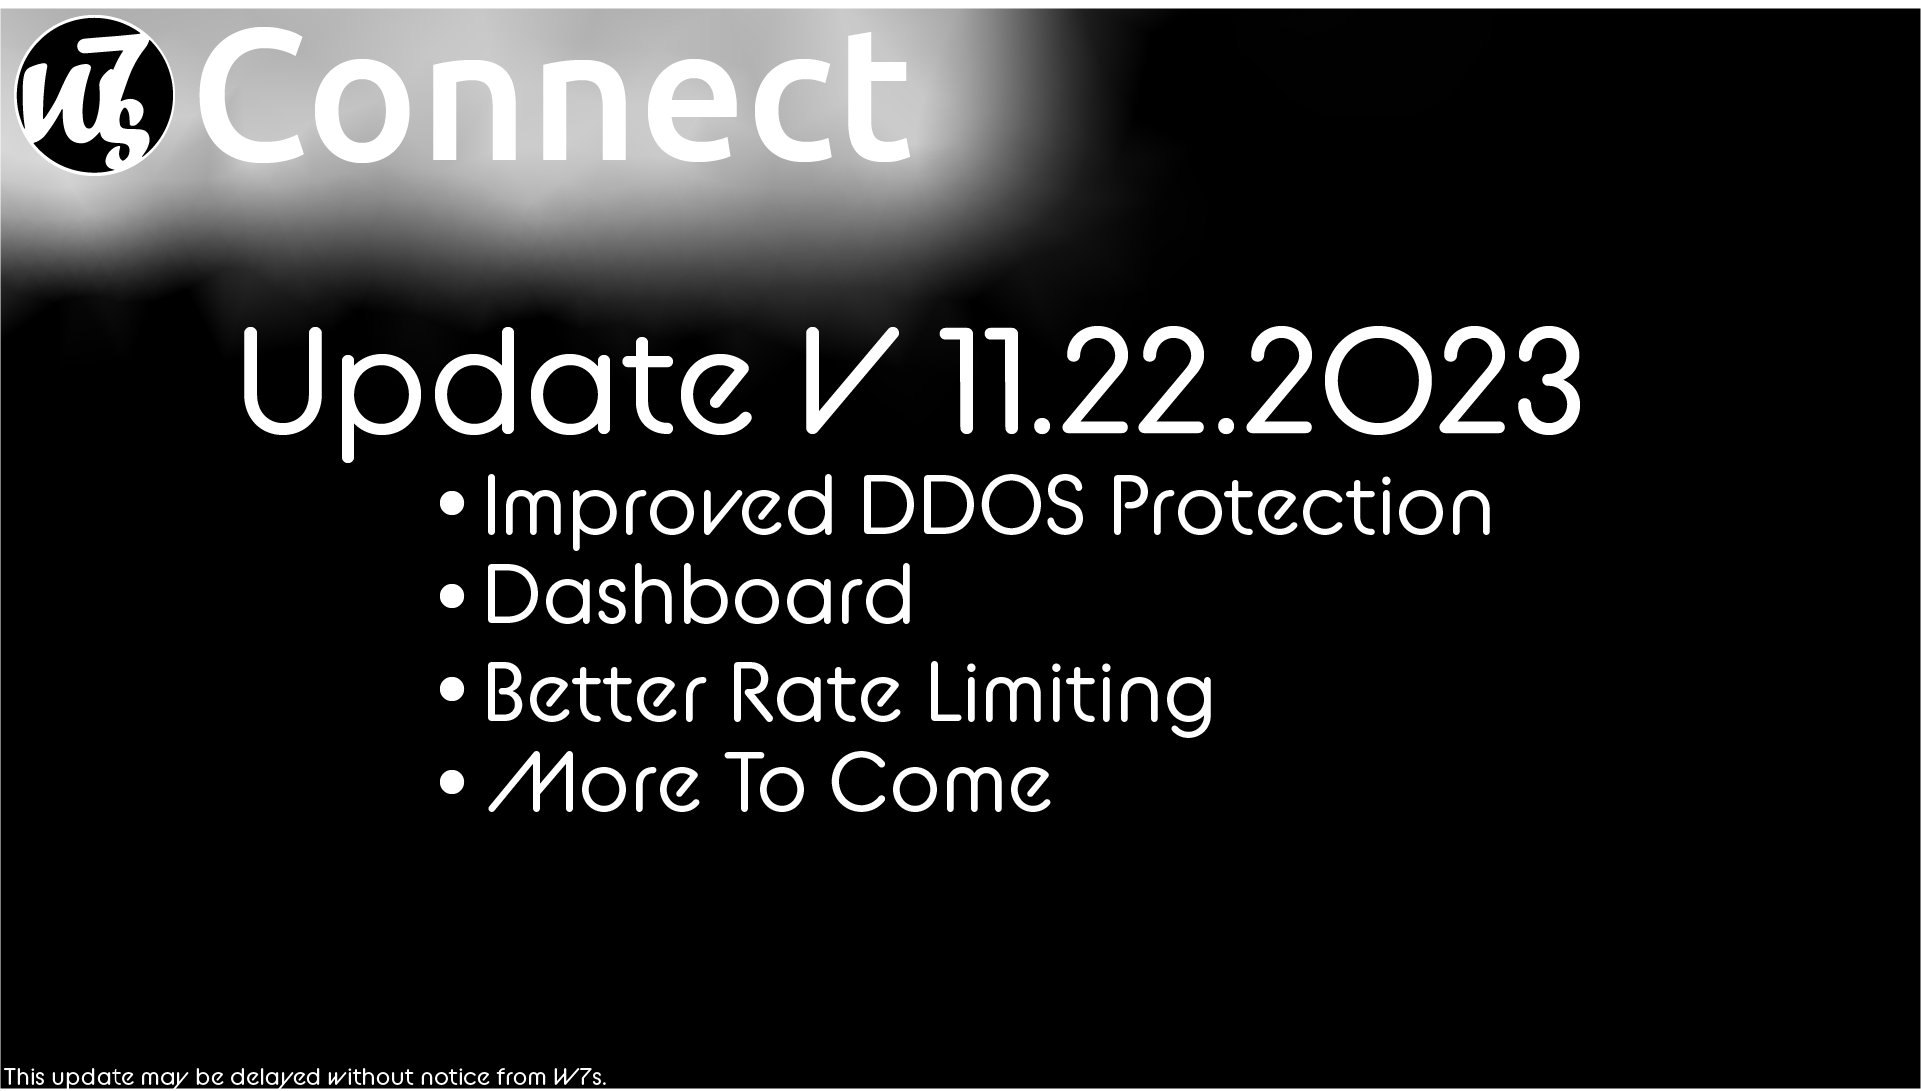 W7s Connect
Update V 11.22.2023
• Improved DDOS Protection
• Dashboard
• Better Rate Limiting
• More To Come
This update may be delayed without notice from W7s.